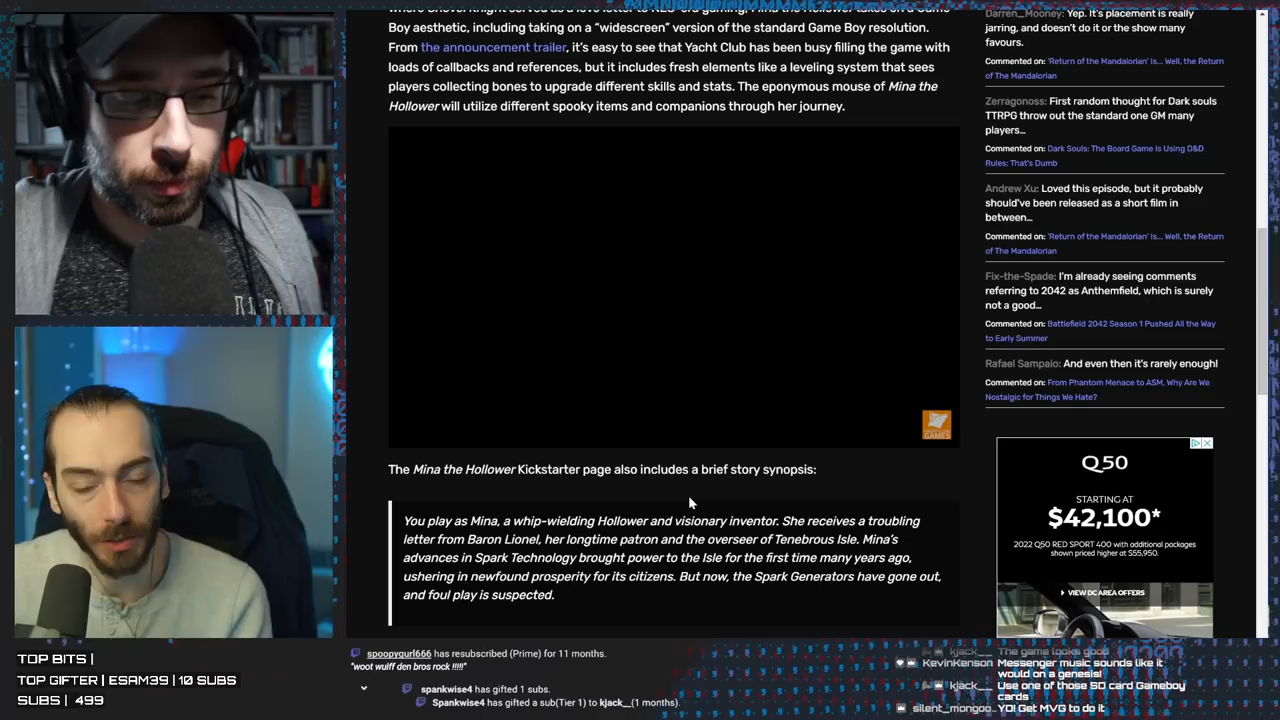 Boy aesthetic, including taking on a “widescreen” version of the standard Game Boy resolution.
From the announcement trailer, it’s easy to see that Yacht Club has been busy filling the game with
loads of callbacks and references, but it includes fresh elements like a leveling system that sees
players collecting bones to upgrade different skills and stats. The eponymous mouse of Mina the
Hollower will utilize different spooky items and companions through her journey.
GAMES
The Mina the Hollower Kickstarter page also includes a brief story synopsis:
You play as Mina, a whip-wielding Hollower and visionary inventor. She receives a troubling
letter from Baron Lionel, her longtime patron and the overseer of Tenebrous Isle. Mina’s
advances in Spark Technology brought power to the Isle for the first time many years ago,
ushering in newfound prosperity for its citizens. But now, the Spark Generators have gone out,
and foul play is suspected.
Darren_Mooney: Yep. It’s placement is really
jarring, and doesn’t do it or the show many
favours.
Commented on: ‘Return of the Mandalorian’ Is... Well, the Return
of The Mandalorian
Zerragonoss: First random thought for Dark souls
TTRPG throw out the standard one GM many
players…
Commented on: Dark Souls: The Board Game Is Using D&D
Rules: That’s Dumb
Andrew Xu: Loved this episode, but it probably
should’ve been released as a short film in
between…
Commented on: ‘Return of the Mandalorian’ Is... Well, the Return
of The Mandalorian
Fix-the-Spade: I’m already seeing comments
referring to 2042 as Anthemfield, which is surely
not a good…
Commented on: Battlefield 2042 Season 1 Pushed All the Way
to Early Summer
Rafael Sampaio: And even then it’s rarely enough!
Commented on: From Phantom Menace to ASM, Why Are We
Nostalgic for Things We Hate?
Q50
STARTING AT
$42,100*
2022 Q50 RED SPORT 400 with additional packages
shown priced higher at $55,950.
VIEW DC AREA OFFERS
TOP BITS |
TOP GIFTER | ESAM39 | 10 SUBS
SUBS | 499
spoopygurl666 has resubscribed (Prime) for 11 months.
"woot wulff den bros rock !!!!!"
spankwise4 has gifted 1 subs.
Spankwise4 has gifted a sub(Tier 1) to kjack__(1 months).
kjack__ The game looks good
KevinKenson Messenger music sounds like it
would on a genesis!
kjack__ Use one of those SD card Gameboy
cards
silent_mongoo... YO! Get MVG to do it